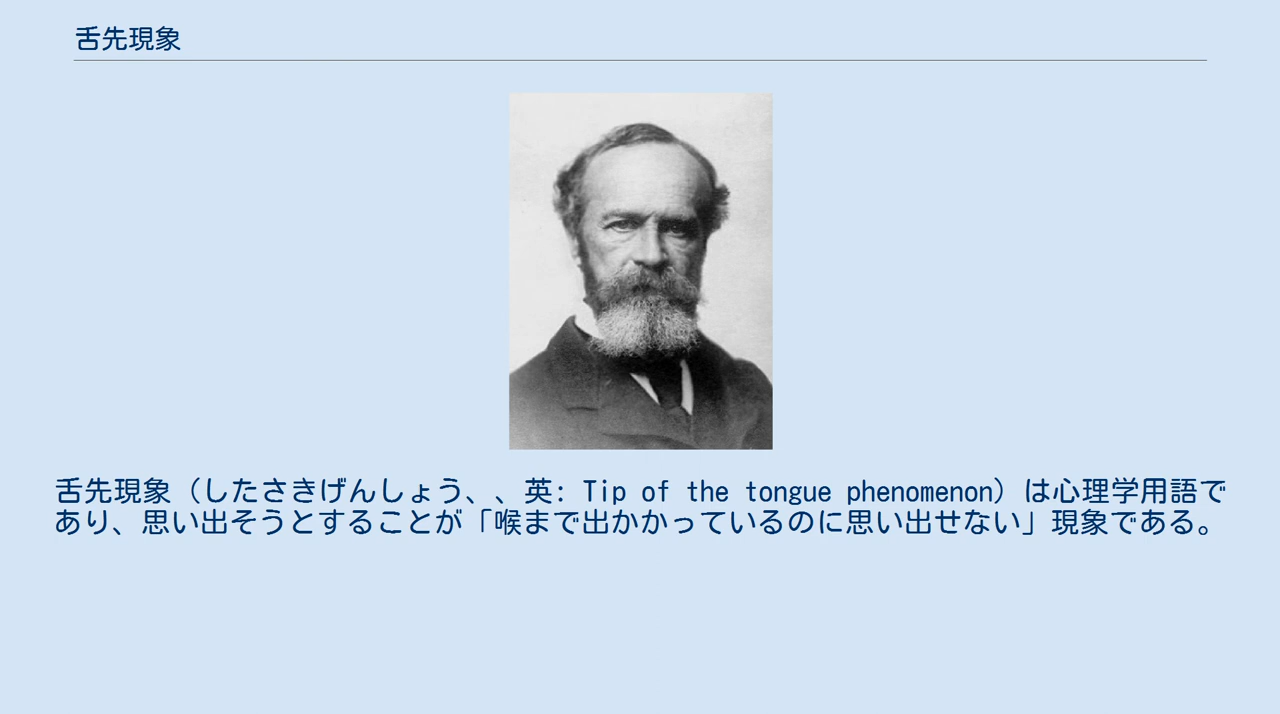 舌先現象
舌先現象（したさきげんしょう、、英: Tip of the tongue phenomenon）は心理学用語で
あり、思い出そうとすることが「喉まで出かかっているのに思い出せない」現象である。